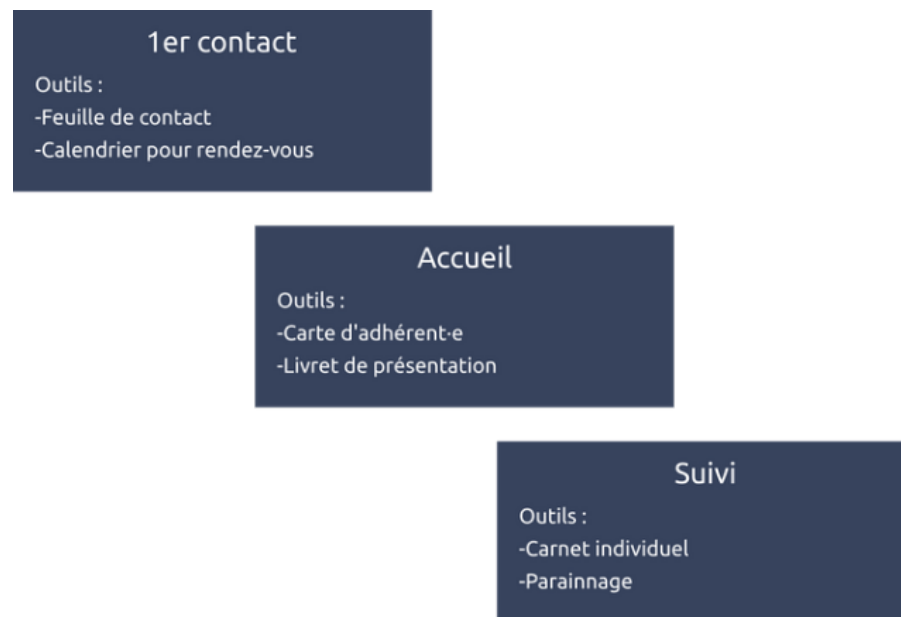 1er contact
Outils :
-Feuille de contact
-Calendrier pour rendez-vous
Accueil
Outils :
-Carte d'adhérent·e
-Livret de présentation
Suivi
Outils :
-Carnet individuel
-Parainnage